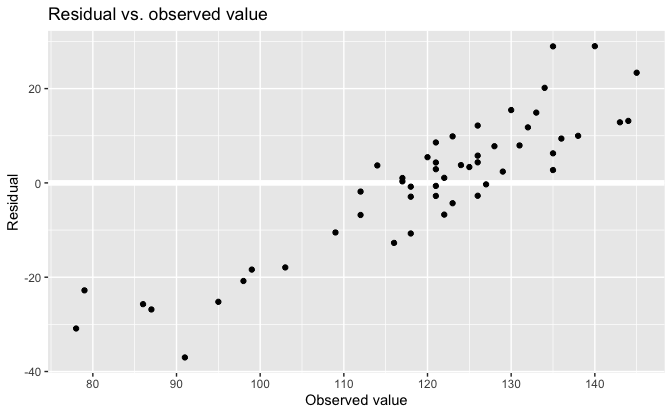 Residual vs. observed value
20
0
-20
-40
Residual
80 90 100 110 120 130 140
Observed value